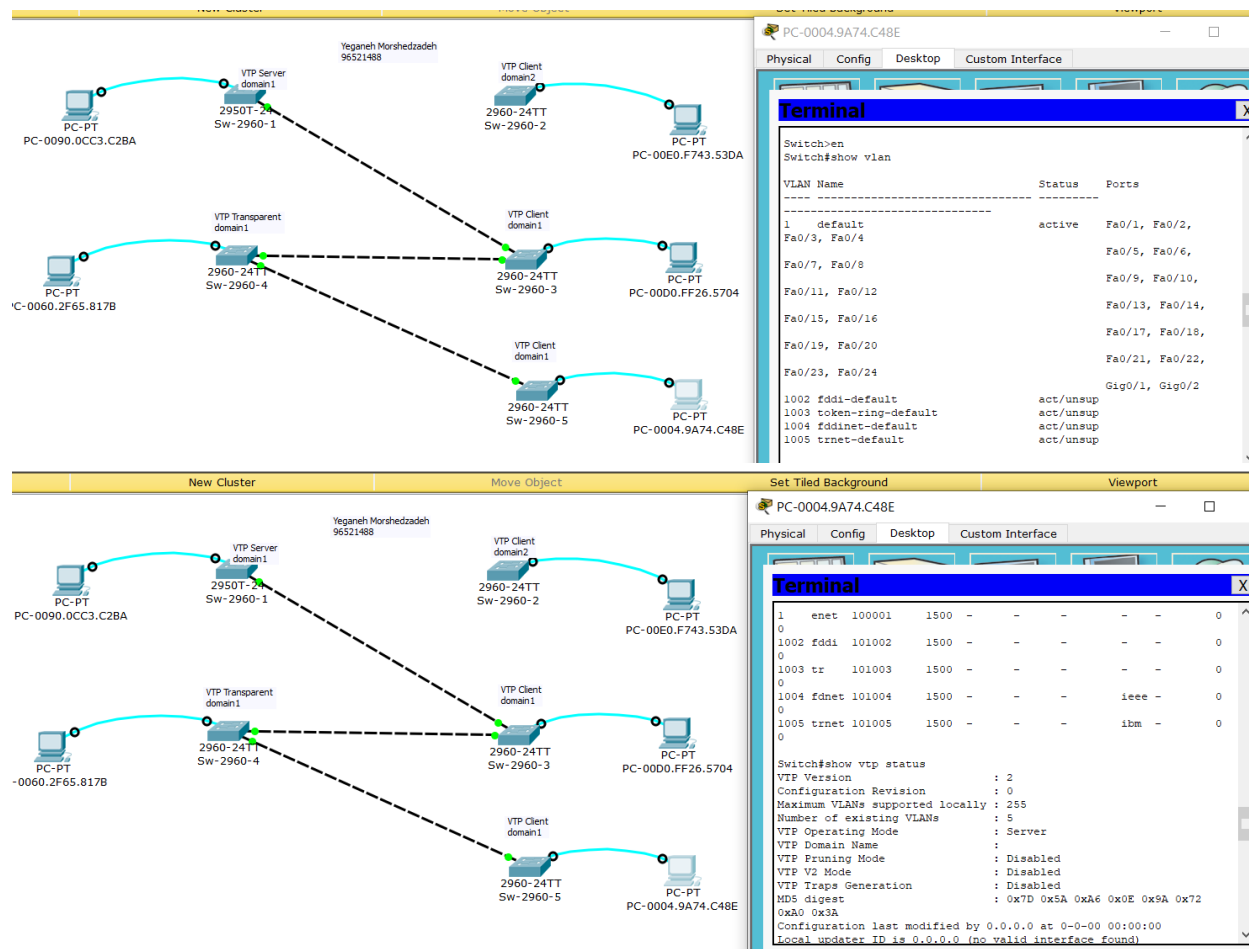 New Cluster Move Object Set Tiled Background Viewport
Yeganeh Morshedzadeh
96521488
VTP Server
domain1
2950T-24
Sw-2960-1
PC-PT
PC-0090.0CC3.C2BA
VTP Client
domain2
2960-24TT
Sw-2960-2
PC-PT
PC-00E0.F743.53DA
VTP Transparent
domain1
2960-24TT
Sw-2960-4
PC-PT
PC-0060.2F65.817B
VTP Client
domain1
2960-24TT
Sw-2960-3
PC-PT
PC-00D0.FF26.5704
VTP Client
domain1
2960-24TT
Sw-2960-5
PC-PT
PC-0004.9A74.C48E
PC-0004.9A74.C48E
Physical Config Desktop Custom Interface
Terminal X
Switch>en
Switch#show vlan
VLAN Name Status Ports
---- -------------------------------- ---------
-------------------------------
1 default active Fa0/1, Fa0/2,
Fa0/3, Fa0/4
Fa0/5, Fa0/6,
Fa0/7, Fa0/8
Fa0/9, Fa0/10,
Fa0/11, Fa0/12
Fa0/13, Fa0/14,
Fa0/15, Fa0/16
Fa0/17, Fa0/18,
Fa0/19, Fa0/20
Fa0/21, Fa0/22,
Fa0/23, Fa0/24
Gig0/1, Gig0/2
1002 fddi-default act/unsup
1003 token-ring-default act/unsup
1004 fddinet-default act/unsup
1005 trnet-default act/unsup
New Cluster Move Object Set Tiled Background Viewport
Yeganeh Morshedzadeh
96521488
VTP Server
domain1
2950T-24
Sw-2960-1
PC-PT
PC-0090.0CC3.C2BA
VTP Client
domain2
2960-24TT
Sw-2960-2
PC-PT
PC-00E0.F743.53DA
VTP Transparent
domain1
2960-24TT
Sw-2960-4
PC-PT
-0060.2F65.817B
VTP Client
domain1
2960-24TT
Sw-2960-3
PC-PT
PC-00D0.FF26.5704
VTP Client
domain1
2960-24TT
Sw-2960-5
PC-PT
PC-0004.9A74.C48E
PC-0004.9A74.C48E
Physical Config Desktop Custom Interface
Terminal X
1 enet 100001 1500 - - - - - 0
0
1002 fddi 101002 1500 - - - - - 0
0
1003 tr 101003 1500 - - - - - 0
0
1004 fdnet 101004 1500 - - - ieee - 0
0
1005 trnet 101005 1500 - - - ibm - 0
0
Switch#show vtp status
VTP Version : 2
Configuration Revision : 0
Maximum VLANs supported locally : 255
Number of existing VLANs : 5
VTP Operating Mode : Server
VTP Domain Name :
VTP Pruning Mode : Disabled
VTP V2 Mode : Disabled
VTP Traps Generation : Disabled
MD5 digest : 0x7D 0x5A 0xA6 0x0E 0x9A 0x72
0xA0 0x3A
Configuration last modified by 0.0.0.0 at 0-0-00 00:00:00
Local updater ID is 0.0.0.0 (no valid interface found)